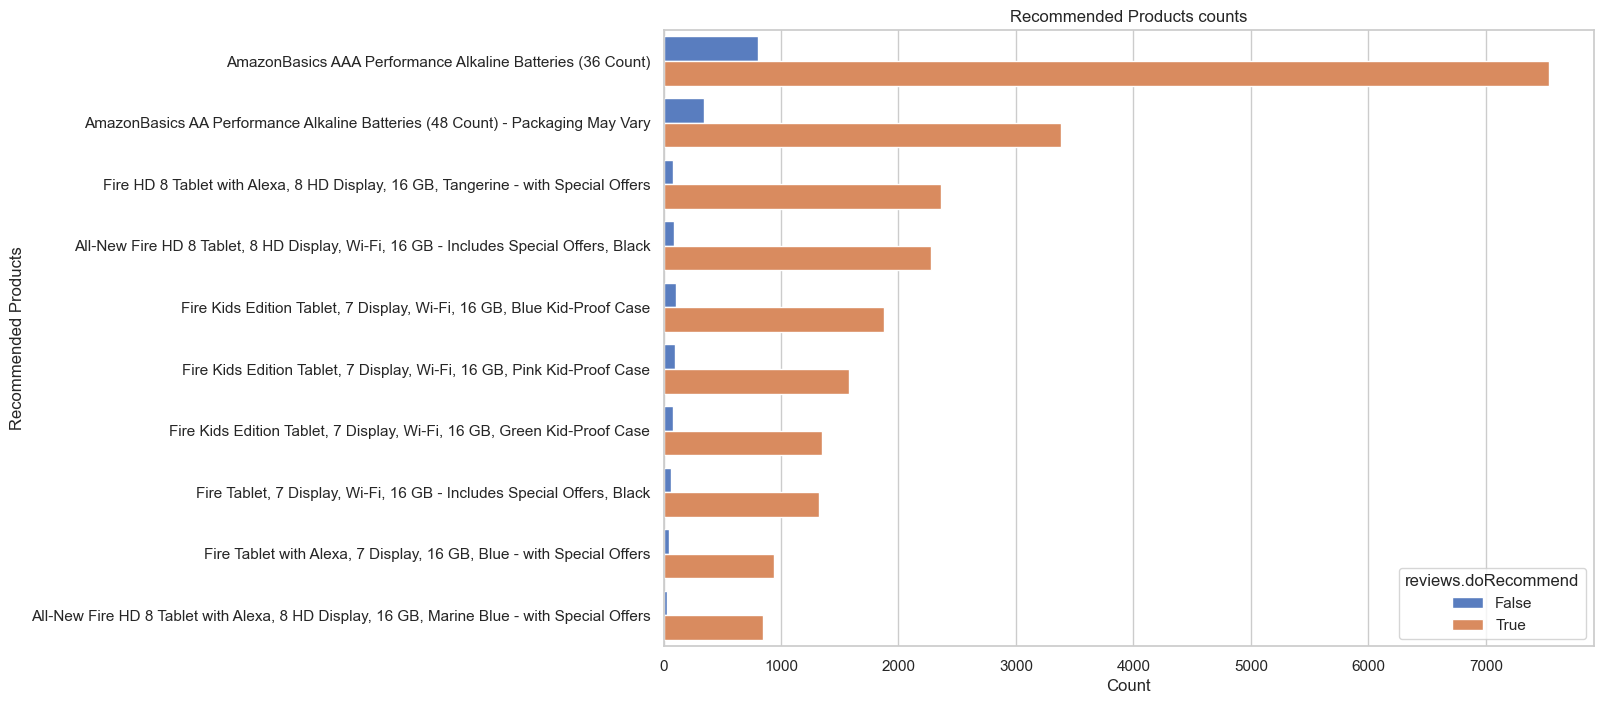 Recommended Products counts
Recommended Products
AmazonBasics AAA Performance Alkaline Batteries (36 Count)
AmazonBasics AA Performance Alkaline Batteries (48 Count) - Packaging May Vary
Fire HD 8 Tablet with Alexa, 8 HD Display, 16 GB, Tangerine - with Special Offers
All-New Fire HD 8 Tablet, 8 HD Display, Wi-Fi, 16 GB - Includes Special Offers, Black
Fire Kids Edition Tablet, 7 Display, Wi-Fi, 16 GB, Blue Kid-Proof Case
Fire Kids Edition Tablet, 7 Display, Wi-Fi, 16 GB, Pink Kid-Proof Case
Fire Kids Edition Tablet, 7 Display, Wi-Fi, 16 GB, Green Kid-Proof Case
Fire Tablet, 7 Display, Wi-Fi, 16 GB - Includes Special Offers, Black
Fire Tablet with Alexa, 7 Display, 16 GB, Blue - with Special Offers
All-New Fire HD 8 Tablet with Alexa, 8 HD Display, 16 GB, Marine Blue - with Special Offers
reviews.doRecommend
False
True
0 1000 2000 3000 4000 5000 6000 7000
Count